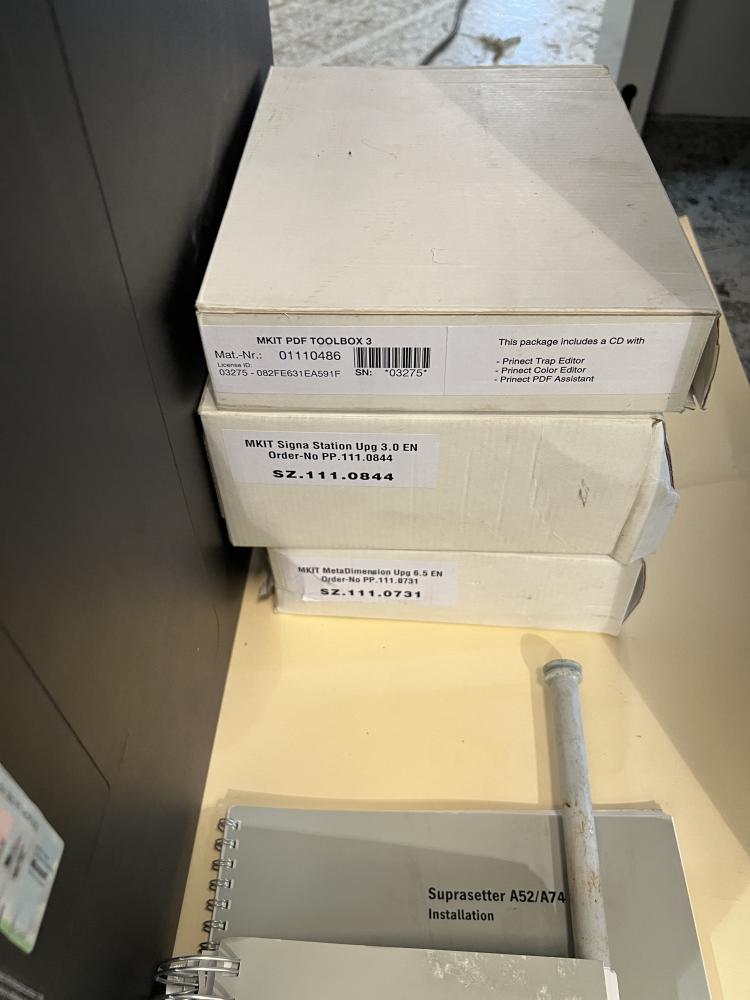 MKIT PDF TOOLBOX 3
Mat.-Nr.: 01110486
License ID:
03275 - 082FE631EA591F SN: *03275*
This package includes a CD with
- Prinect Trap Editor
- Prinect Color Editor
- Prinect PDF Assistant
MKIT Signa Station Upg 3.0 EN
Order-No PP.111.0844
SZ.111.0844
MKIT MetaDimension Upg 6.5 EN
Order-No PP.111.0731
SZ.111.0731
Suprasetter A52/A74
Installation